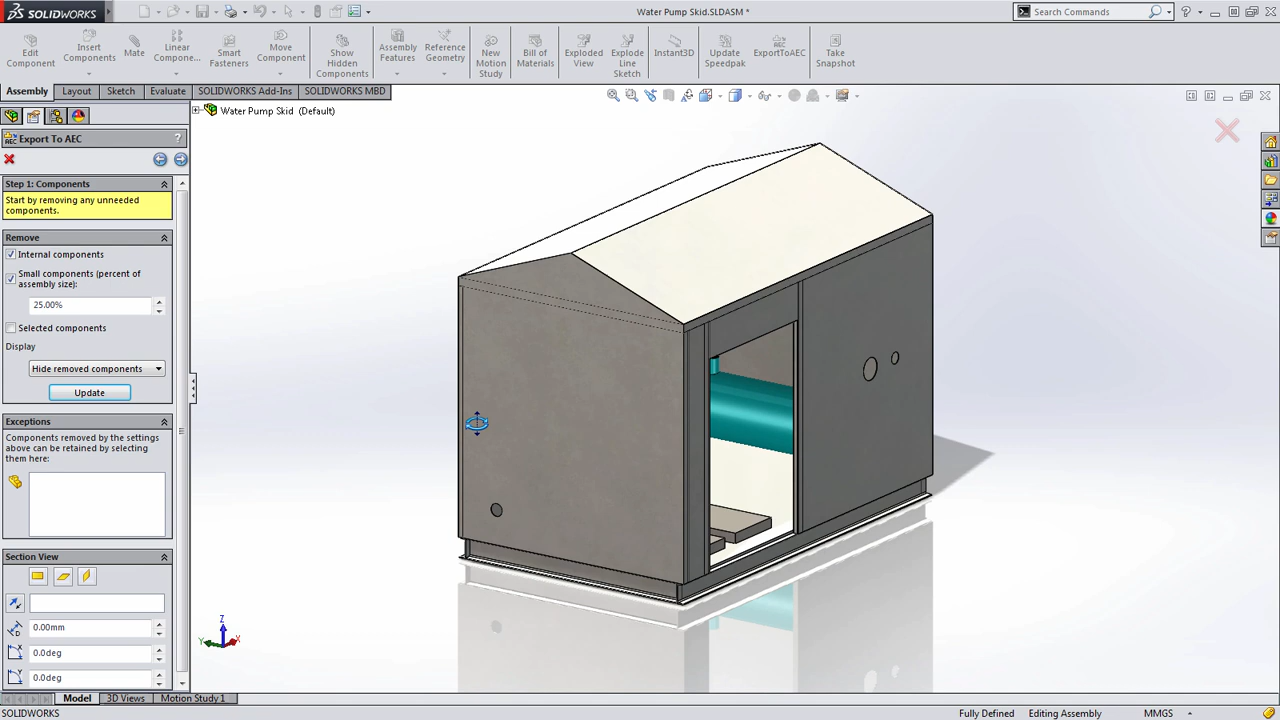 SOLIDWORKS
Water Pump Skid.SLDASM *
Search Commands
Edit
Component
Insert
Components
Mate
Linear
Compone...
Smart
Fasteners
Move
Component
Show
Hidden
Components
Assembly
Features
Reference
Geometry
New
Motion
Study
Bill of
Materials
Exploded
View
Explode
Line
Sketch
Instant3D
Update
Speedpak
ExportToAEC
Take
Snapshot
Assembly
Layout
Sketch
Evaluate
SOLIDWORKS Add-Ins
SOLIDWORKS MBD
Water Pump Skid (Default)
AEC
Export To AEC
?
Step 1: Components
Start by removing any unneeded
components.
Remove
Internal components
Small components (percent of
assembly size):
25.00%
Selected components
Display
Hide removed components
Update
Exceptions
Components removed by the settings
above can be retained by selecting
them here:
Section View
0.00mm
0.0deg
0.0deg
Z
Y
X
Model
3D Views
Motion Study 1
SOLIDWORKS
Fully Defined
Editing Assembly
MMGS